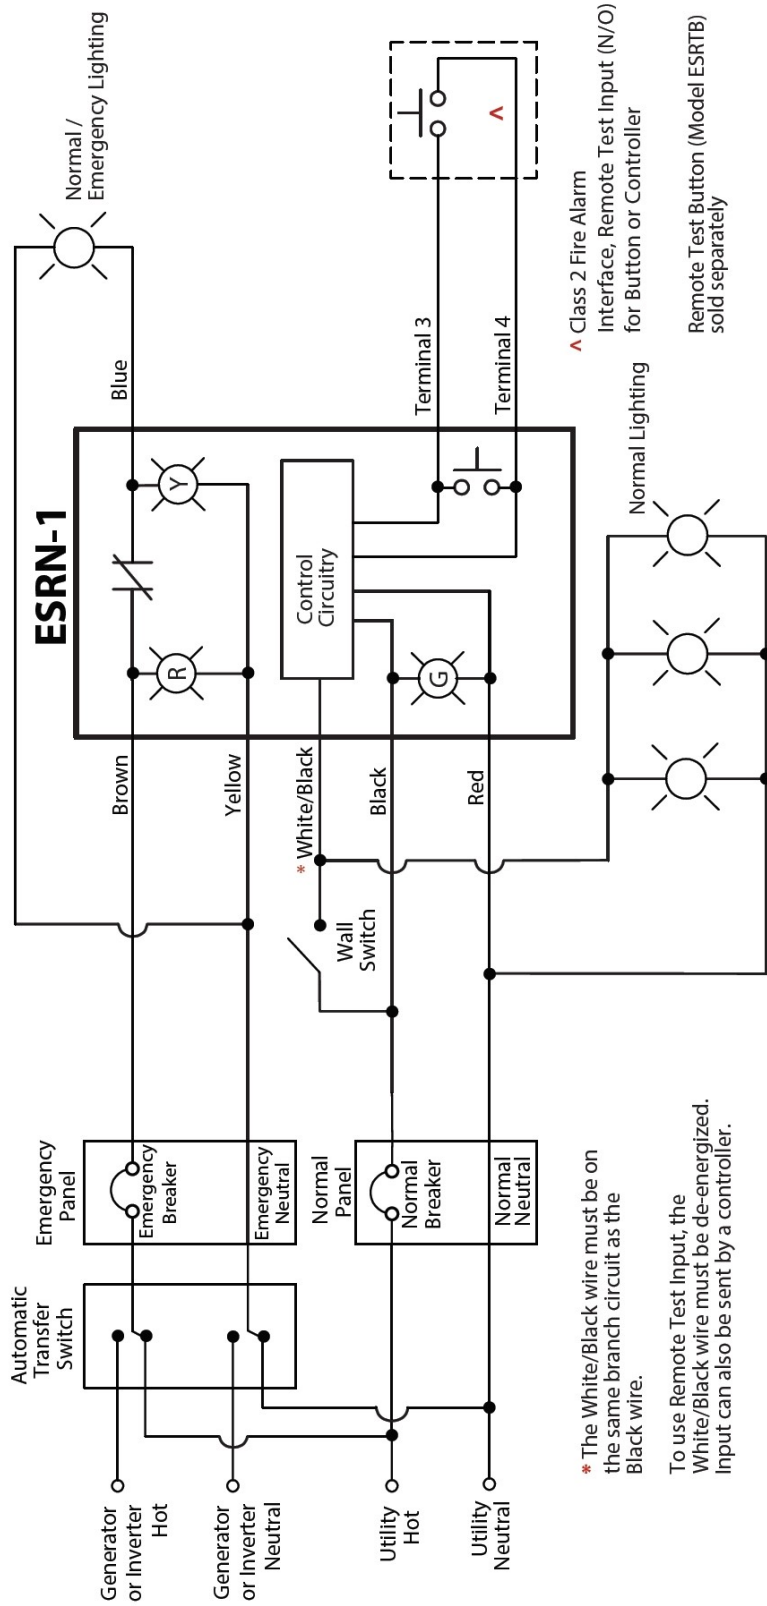 ESRN-1
Normal /
Emergency Lighting
Automatic
Transfer
Switch
Emergency
Panel
Brown
Blue
R
Y
Generator
or Inverter
Hot
Emergency
Breaker
Yellow
Generator
or Inverter
Neutral
Emergency
Neutral
Control
Circuitry
* White/Black
Wall
Switch
Normal
Panel
Black
Terminal 3
Utility
Hot
Normal
Breaker
G
Red
Terminal 4
^
Utility
Neutral
Normal
Neutral
Normal Lighting
* The White/Black wire must be on
the same branch circuit as the
Black wire.
To use Remote Test Input, the
White/Black wire must be de-energized.
Input can also be sent by a controller.
^ Class 2 Fire Alarm
Interface, Remote Test Input (N/O)
for Button or Controller
Remote Test Button (Model ESRTB)
sold separately